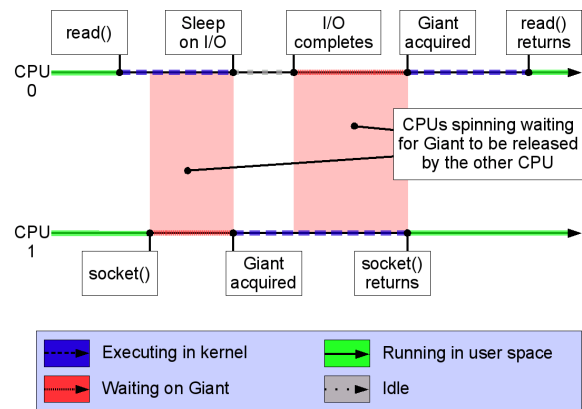 read()
Sleep
on I/O
I/O
completes
Giant
acquired
read()
returns
CPU
0
CPUs spinning waiting
for Giant to be released
by the other CPU
CPU
1
socket()
Giant
acquired
socket()
returns
Executing in kernel
Running in user space
Waiting on Giant
Idle